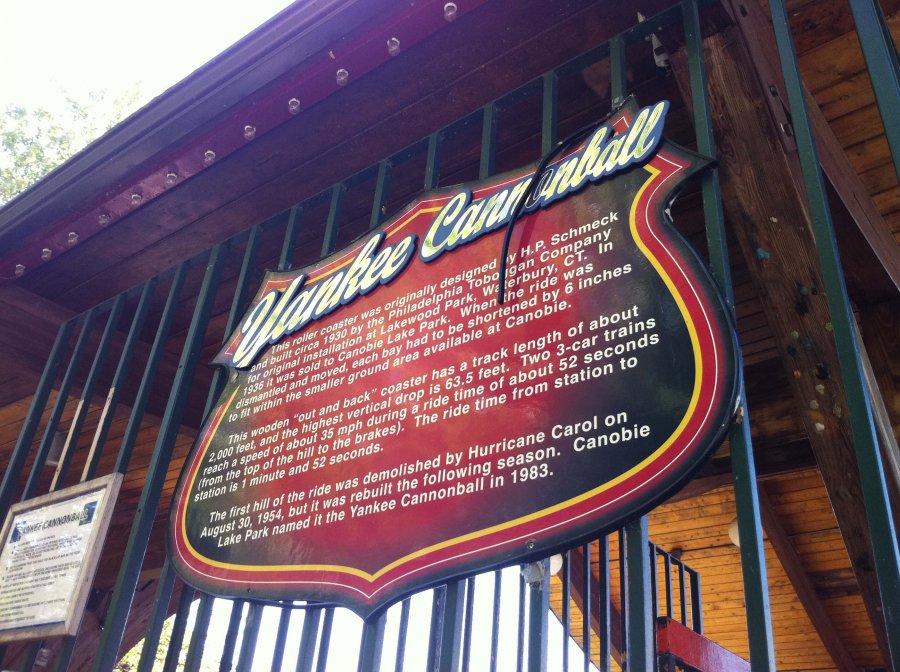 Yankee Cannonball
This roller coaster was originally designed by H.P. Schmeck
and built circa 1930 by the Philadelphia Toboggan Company
for original installation at Lakewood Park, Waterbury, CT. In
1936 it was sold to Canobie Lake Park. When the ride was
dismantled and moved, each bay had to be shortened by 6 inches
to fit within the smaller ground area available at Canobie.
This wooden "out and back" coaster has a track length of about
2,000 feet, and the highest vertical drop is 63.5 feet. Two 3-car trains
reach a speed of about 35 mph during a ride time of about 52 seconds
(from the top of the hill to the brakes). The ride time from station to
station is 1 minute and 52 seconds.
The first hill of the ride was demolished by Hurricane Carol on
August 30, 1954, but it was rebuilt the following season. Canobie
Lake Park named it the Yankee Cannonball in 1983.
YANKEE CANNONBALL